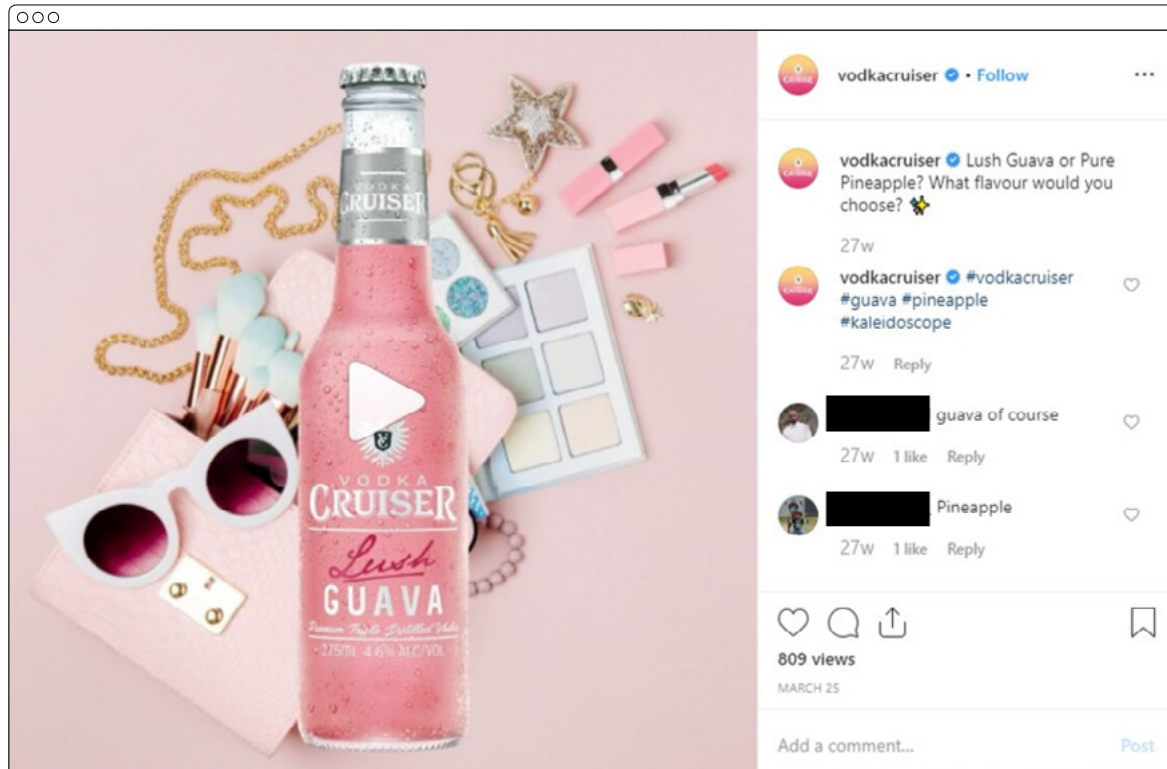 VODKA
CRUISER
VODKA
CRUISER
Lush
GUAVA
Premium Triple Distilled Vodka
275ML 4.6% ALC/VOL
vodkacruiser • Follow
vodkacruiser Lush Guava or Pure
Pineapple? What flavour would you
choose? ✨
27w
vodkacruiser #vodkacruiser
#guava #pineapple
#kaleidoscope
27w Reply
guava of course
27w 1 like Reply
Pineapple
27w 1 like Reply
809 views
MARCH 25
Add a comment... Post